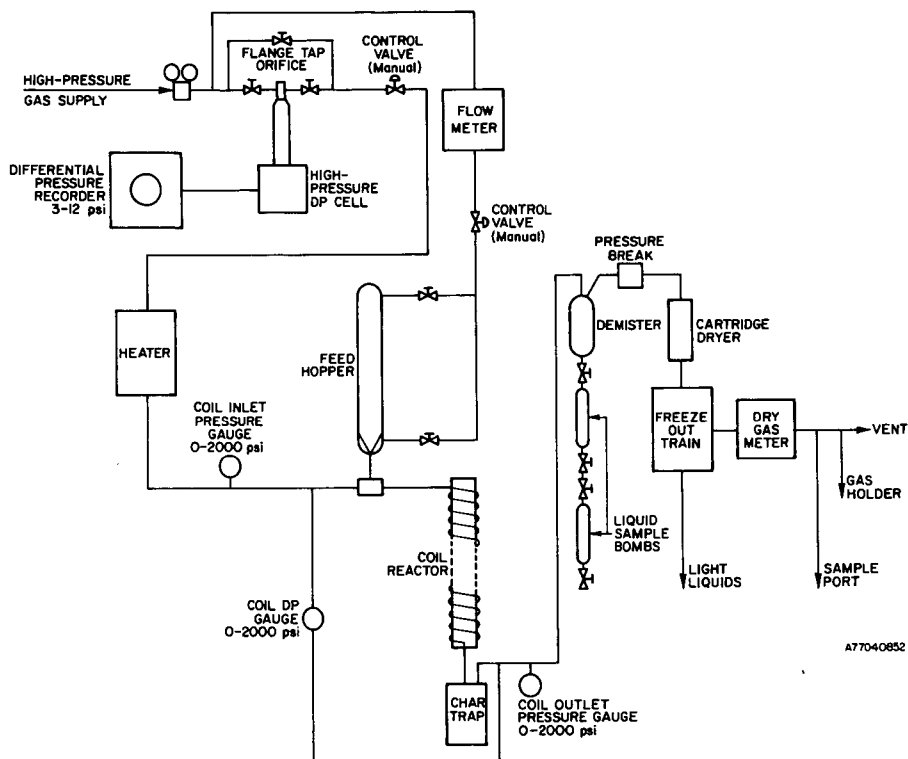 HIGH-PRESSURE
GAS SUPPLY
FLANGE TAP
ORIFICE
CONTROL
VALVE
(Manual)
FLOW
METER
DIFFERENTIAL
PRESSURE
RECORDER
3-12 psi
HIGH-
PRESSURE
DP CELL
CONTROL
VALVE
(Manual)
PRESSURE
BREAK
HEATER
FEED
HOPPER
DEMISTER
CARTRIDGE
DRYER
COIL INLET
PRESSURE
GAUGE
0-2000 psi
FREEZE
OUT
TRAIN
DRY
GAS
METER
VENT
GAS
HOLDER
LIQUID
SAMPLE
BOMBS
COIL
REACTOR
LIGHT
LIQUIDS
SAMPLE
PORT
COIL DP
GAUGE
0-2000 psi
A77040852
CHAR
TRAP
COIL OUTLET
PRESSURE GAUGE
0-2000 psi